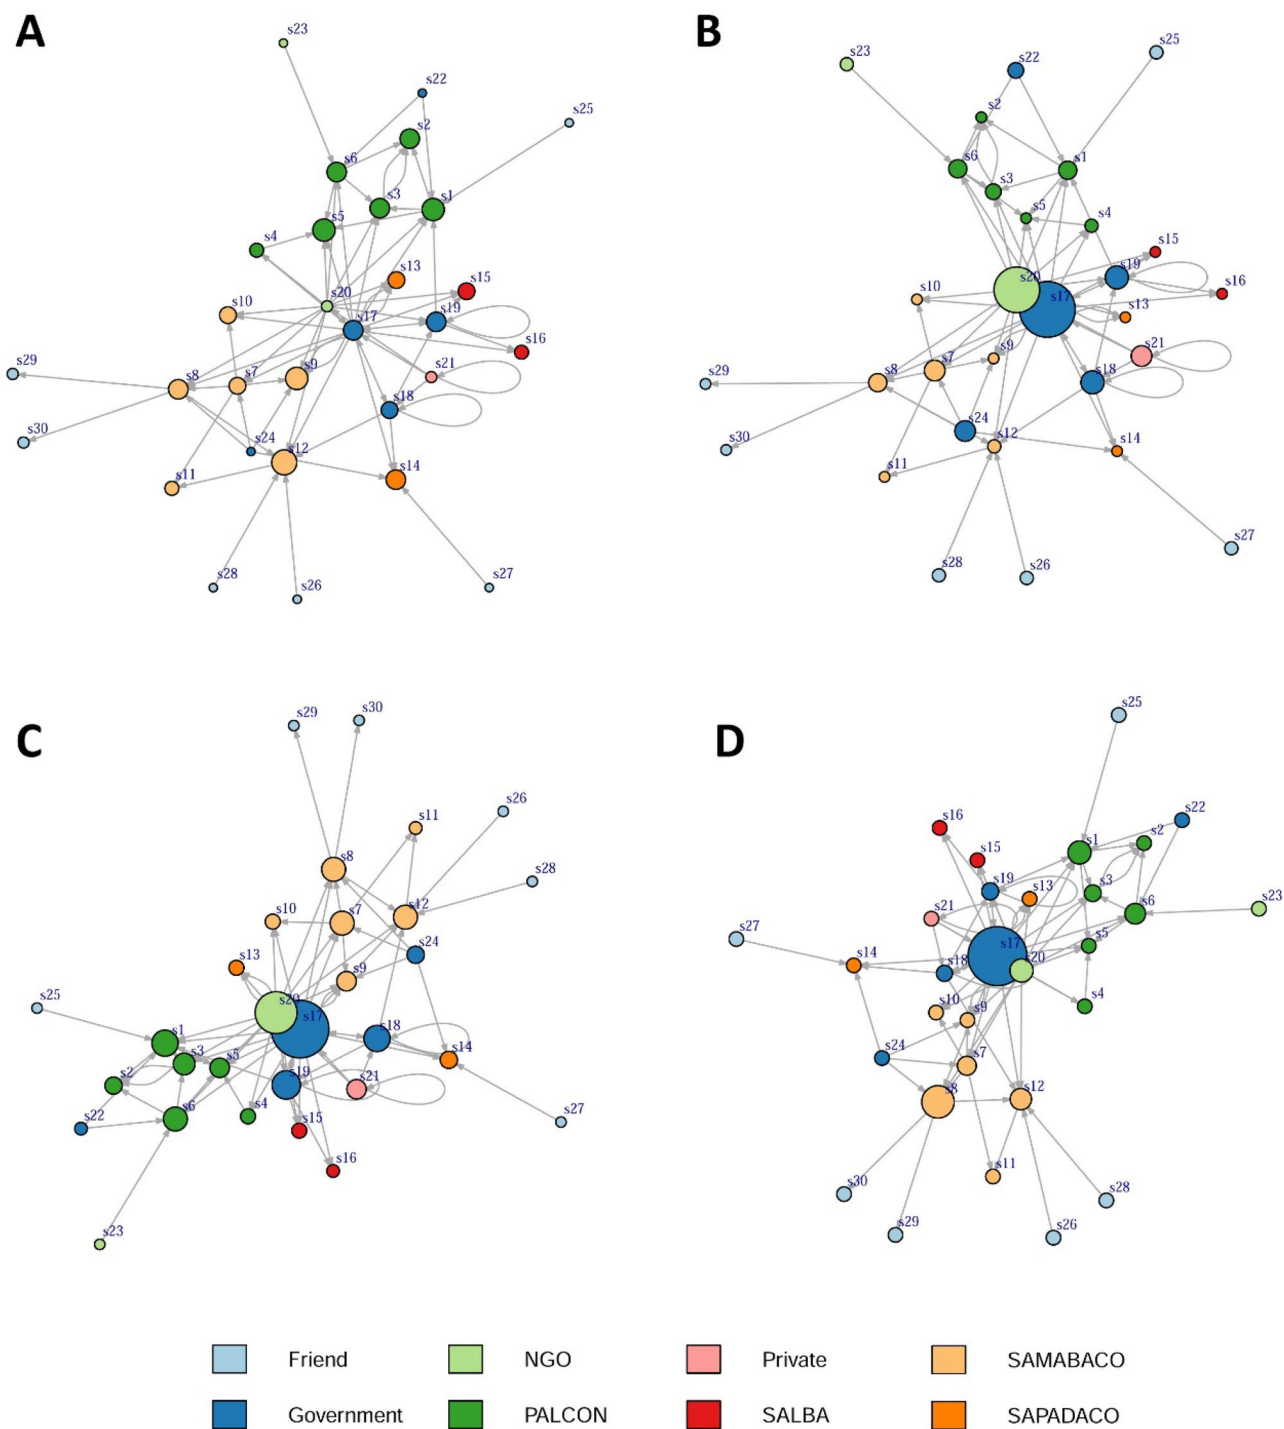 A
B
s23
s22
s25
s2
s6
s3
s1
s5
s4
s13
s15
s20
s10
s17
s19
s16
s21
s29
s8
s7
s9
s18
s30
s24
s12
s14
s11
s28
s26
s27
s25
s23
s22
s2
s6
s1
s3
s5
s4
s15
s19
s20
s16
s10
s17
s13
s21
s9
s29
s7
s8
s18
s24
s30
s12
s14
s11
s27
s28
s26
C
D
s30
s29
s26
s11
s8
s28
s10
s7
s12
s24
s13
s9
s25
s20
s17
s18
s1
s3
s5
s14
s2
s19
s21
s22
s6
s4
s15
s27
s16
s23
s25
s16
s22
s15
s1
s2
s19
s13
s3
s6
s23
s21
s27
s17
s5
s14
s18
s20
s10
s9
s4
s24
s7
s8
s12
s11
s30
s28
s29
s26
Friend NGO Private SAMABACO
Government PALCON SALBA SAPADACO